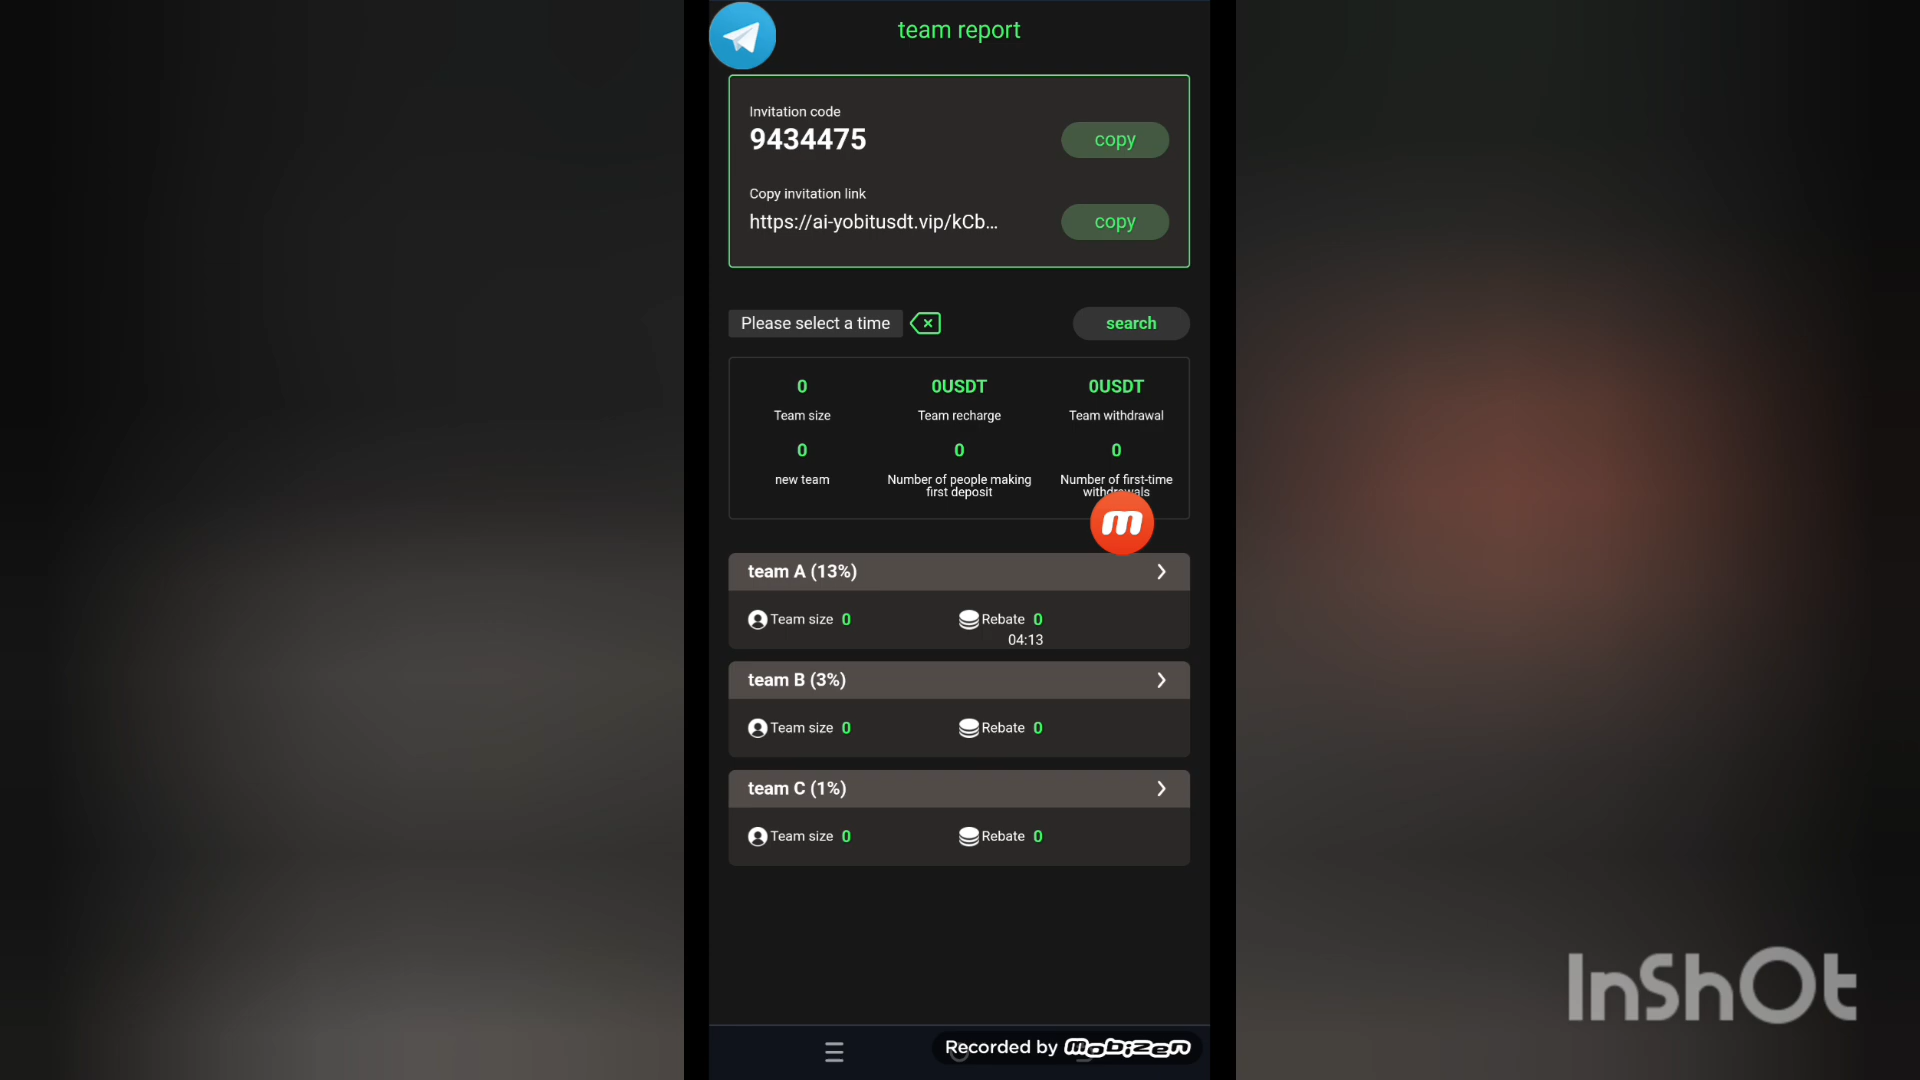 team report
Invitation code
9434475
copy
Copy invitation link
https://ai-yobitusdt.vip/kCb...
copy
Please select a time
search
0
0USDT
0USDT
Team size
Team recharge
Team withdrawal
0
0
0
new team
Number of people making
first deposit
Number of first-time
withdrawals
m
team A (13%)
Team size 0
Rebate 0
04:13
team B (3%)
Team size 0
Rebate 0
team C (1%)
Team size 0
Rebate 0
Recorded by mobizen
InShOt